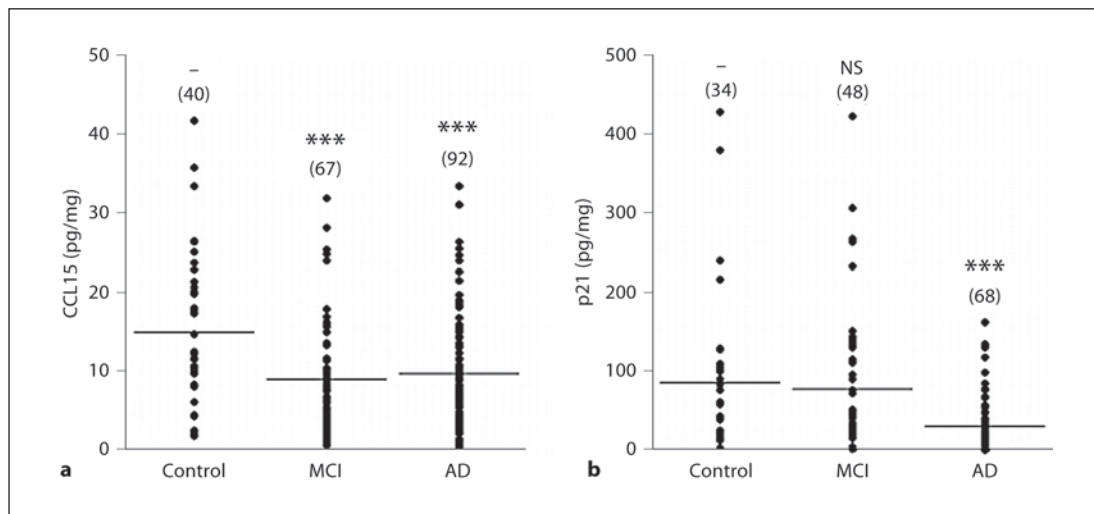 50
–
(40)
40
***
***
(67)
(92)
30
20
10
0
CCL15 (pg/mg)
a
Control
MCI
AD
500
–
NS
(34)
(48)
400
300
***
(68)
200
100
0
p21 (pg/mg)
b
Control
MCI
AD